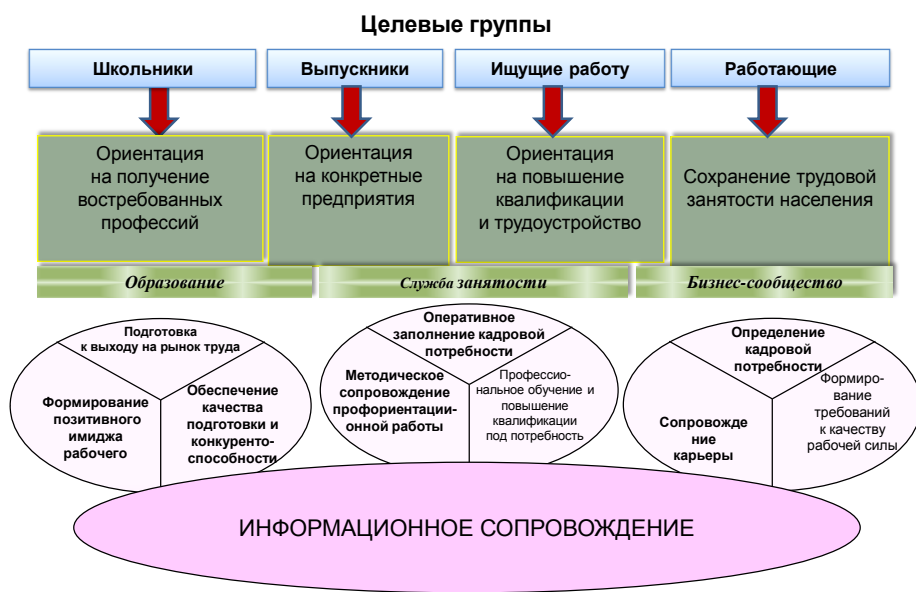 Целевые группы
Школьники
Выпускники
Ищущие работу
Работающие
Ориентация
на получение
востребованных
профессий
Ориентация
на конкретные
предприятия
Ориентация
на повышение
квалификации
и трудоустройство
Сохранение трудовой
занятости населения
Образование
Служба занятости
Бизнес-сообщество
Подготовка
к выходу на рынок труда
Формирование
позитивного
имиджа
рабочего
Обеспечение
качества
подготовки и
конкуренто-
способности
Оперативное
заполнение кадровой
потребности
Методическое
сопровождение
профориентаци-
онной работы
Профессио-
нальное обучение и
повышение
квалификации
под потребность
Определение
кадровой
потребности
Сопровожде
ние
карьеры
Формиро-
вание
требований
к качеству
рабочей силы
ИНФОРМАЦИОННОЕ СОПРОВОЖДЕНИЕ